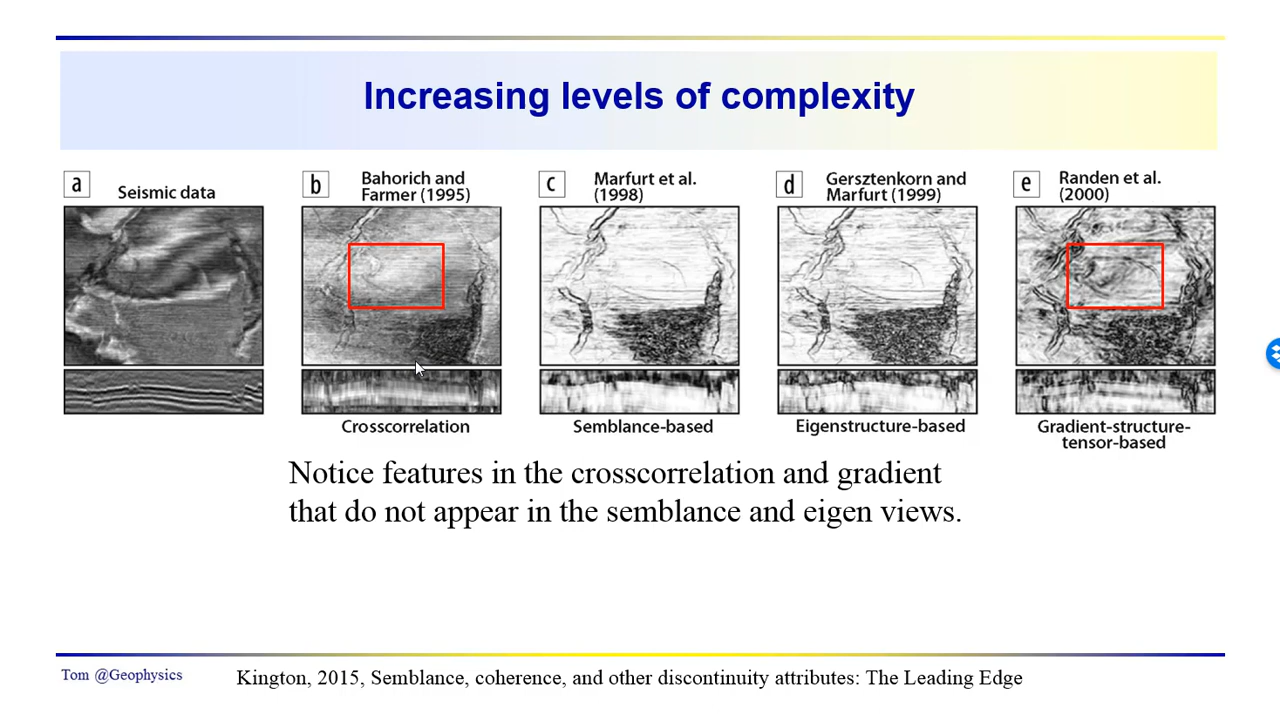 Increasing levels of complexity
a
Seismic data
b
Bahorich and
Farmer (1995)
c
Marfurt et al.
(1998)
d
Gersztenkorn and
Marfurt (1999)
e
Randen et al.
(2000)
Crosscorrelation
Semblance-based
Eigenstructure-based
Gradient-structure-
tensor-based
Notice features in the crosscorrelation and gradient
that do not appear in the semblance and eigen views.
Tom @Geophysics
Kington, 2015, Semblance, coherence, and other discontinuity attributes: The Leading Edge